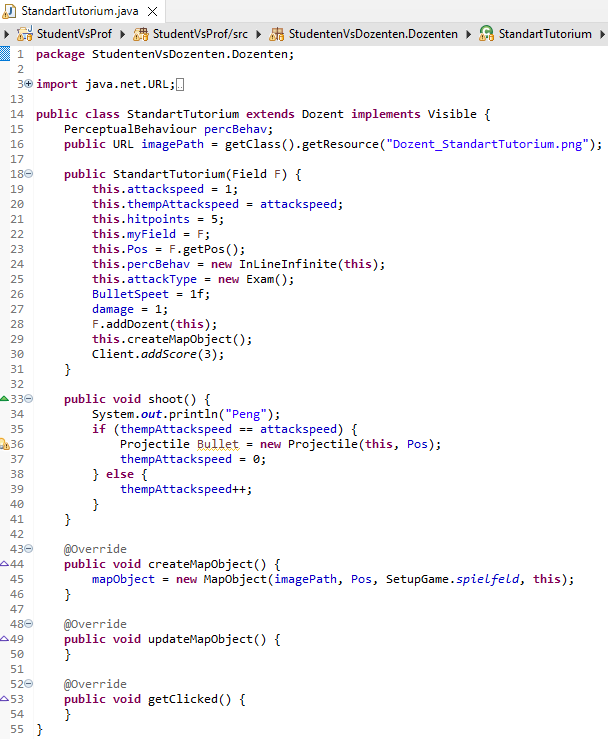 StandartTutorium.java
StudentVsProf StudentVsProf/src StudentenVsDozenten.Dozenten StandartTutorium
1 package StudentenVsDozenten.Dozenten;
2
3 import java.net.URL;
13
14 public class StandartTutorium extends Dozent implements Visible {
15 PerceptualBehaviour percBehav;
16 public URL imagePath = getClass().getResource("Dozent_StandartTutorium.png");
17
18 public StandartTutorium(Field F) {
19 this.attackspeed = 1;
20 this.thempAttackspeed = attackspeed;
21 this.hitpoints = 5;
22 this.myField = F;
23 this.Pos = F.getPos();
24 this.percBehav = new InLineInfinite(this);
25 this.attackType = new Exam();
26 BulletSpeet = 1f;
27 damage = 1;
28 F.addDozent(this);
29 this.createMapObject();
30 Client.addScore(3);
31 }
32
33 public void shoot() {
34 System.out.println("Peng");
35 if (thempAttackspeed == attackspeed) {
36 Projectile Bullet = new Projectile(this, Pos);
37 thempAttackspeed = 0;
38 } else {
39 thempAttackspeed++;
40 }
41 }
42
43 @Override
44 public void createMapObject() {
45 mapObject = new MapObject(imagePath, Pos, SetupGame.spielfeld, this);
46 }
47
48 @Override
49 public void updateMapObject() {
50 }
51
52 @Override
53 public void getClicked() {
54 }
55 }